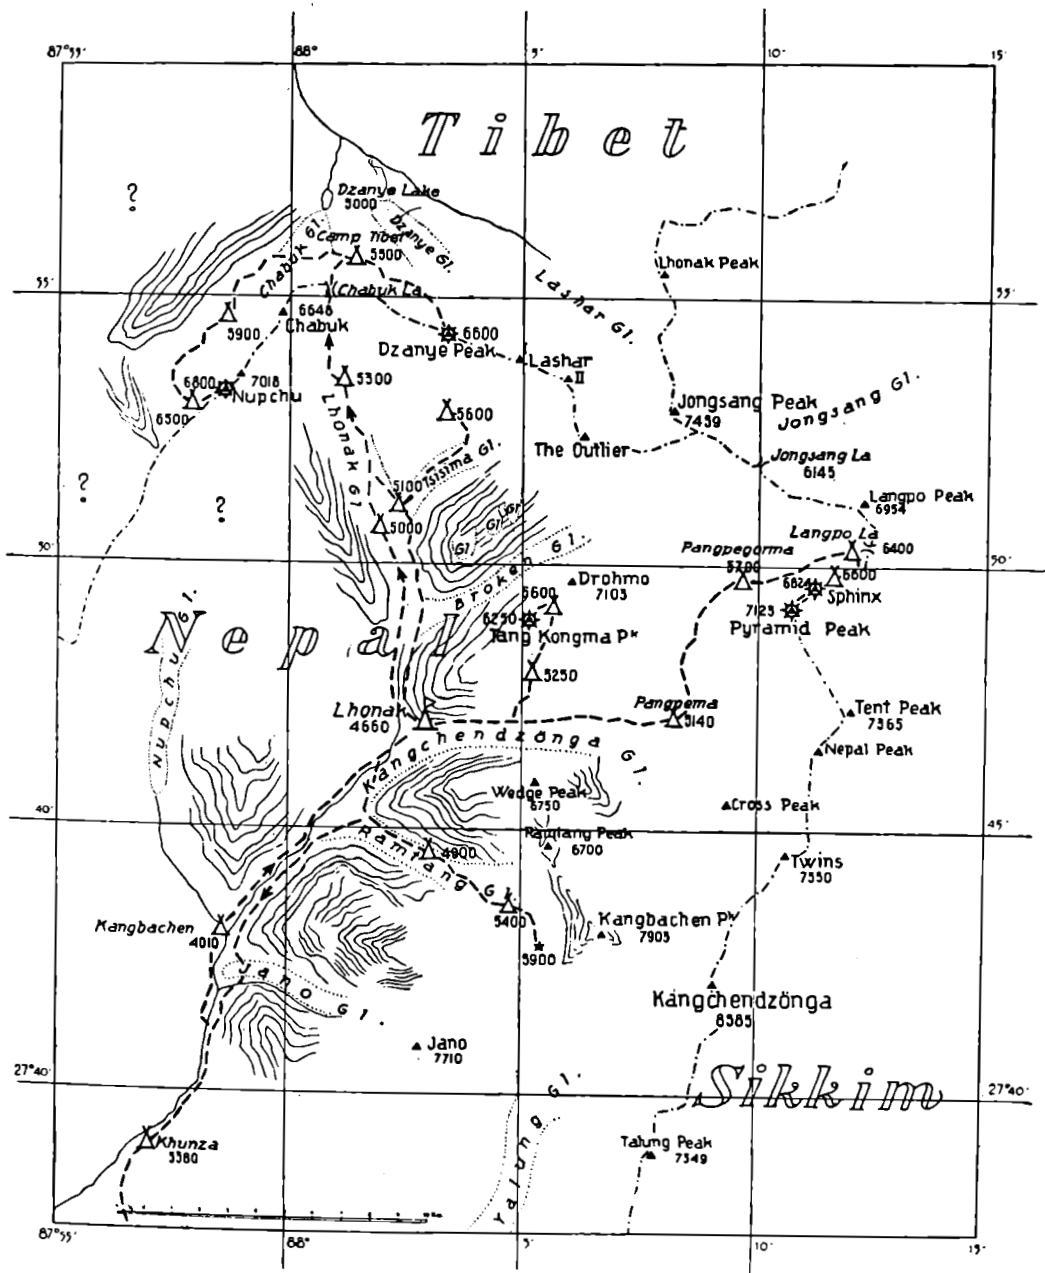 87°55'
88°
5'
10'
15'
Tibet
?
Dzanye Lake
5000
Dzanye Gl.
Chabuk Gl.
Camp Tibet
5500
Lhonak Peak
Lashar Gl.
55'
55'
Chabuk La
6648
Chabuk
5900
6600
Dzanye Peak
Lashar
II
7018
6800
Nupchu
6500
5300
5600
Jongsang Peak
7459
Jongsang Gl.
The Outlier
Lhonak Gl
Tsisima Gl.
Jongsang La
6145
?
?
5100
5000
Langpo Peak
6954
Gl.
Gl.
Gl.
Langpo La
6400
50'
50'
Broken Gl.
Pangpegorma
5700
6600
6824
Sphinx
Drohmo
7103
5600
6250
Tang Kongma Pk
7123
Pyramid Peak
Nepal
Nupchu Gl.
5250
Lhonak
4660
Pangpema
5140
Tent Peak
7365
Nepal Peak
Kangchendzönga Gl.
Wedge Peak
6750
Cross Peak
40'
45'
Ramtang Peak
6700
Ramtang Gl.
4800
Twins
7350
5400
Kangbachen
4010
Kangbachen Pk
7903
5900
Jano Gl.
Kangchendzönga
8585
Jano
7710
27°40'
27°40'
Sikkim
Yalung Gl.
Khunza
3380
Talung Peak
7349
87°55'
88°
5'
10'
15'